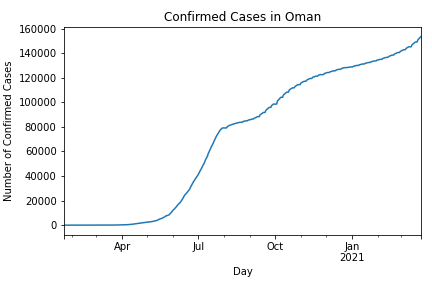 Confirmed Cases in Oman
160000
140000
120000
100000
80000
60000
40000
20000
0
Number of Confirmed Cases
Apr
Jul
Oct
Jan
2021
Day